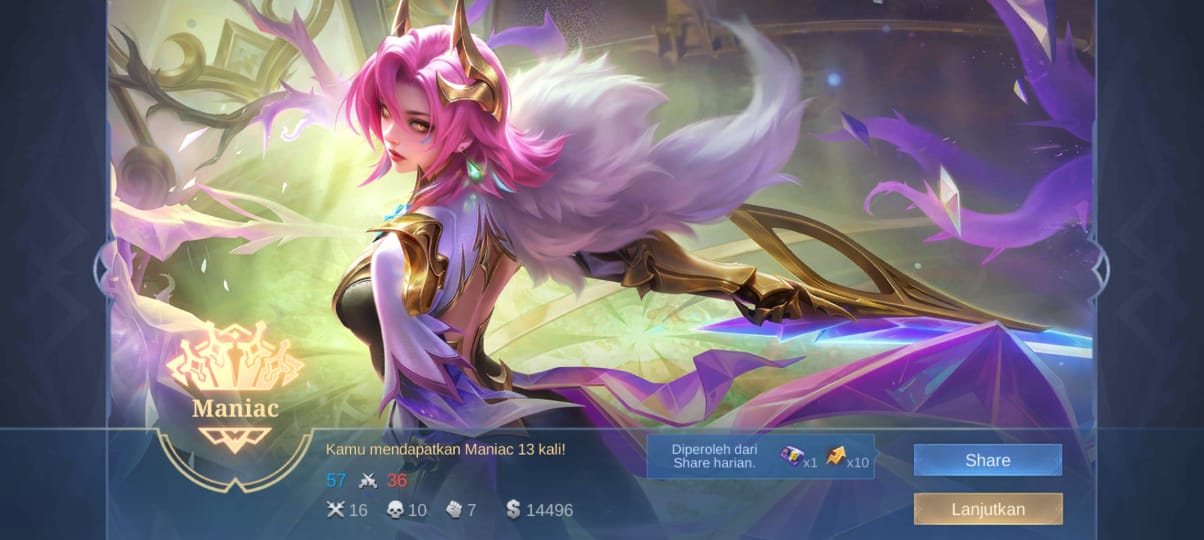 Maniac
Kamu mendapatkan Maniac 13 kali!
57 36
16 10 7 14496
Diperoleh dari
Share harian.
x1 x10
Share
Lanjutkan